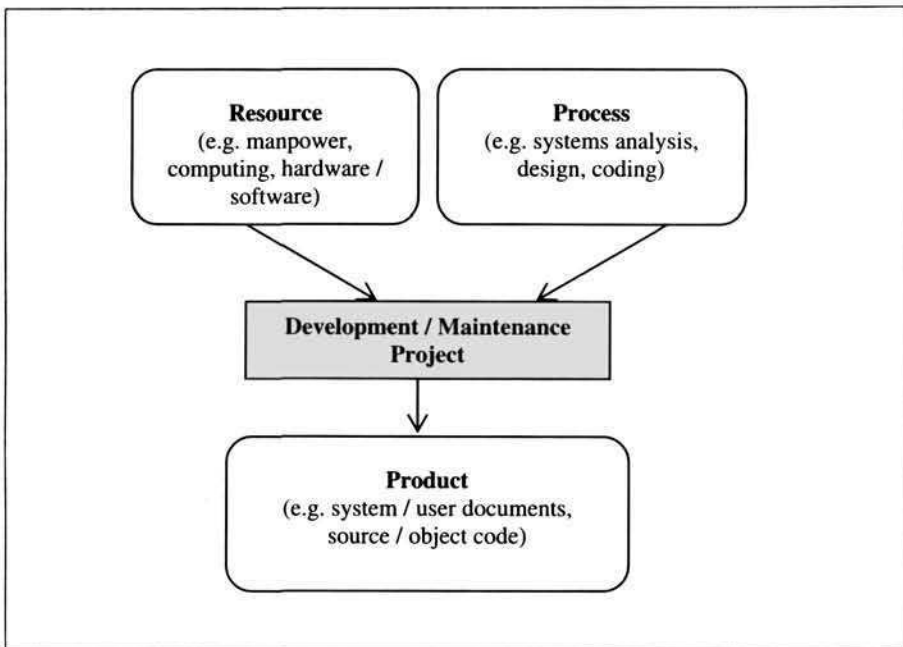 Resource
(e.g. manpower,
computing, hardware /
software)
Process
(e.g. systems analysis,
design, coding)
Development / Maintenance
Project
Product
(e.g. system / user documents,
source / object code)